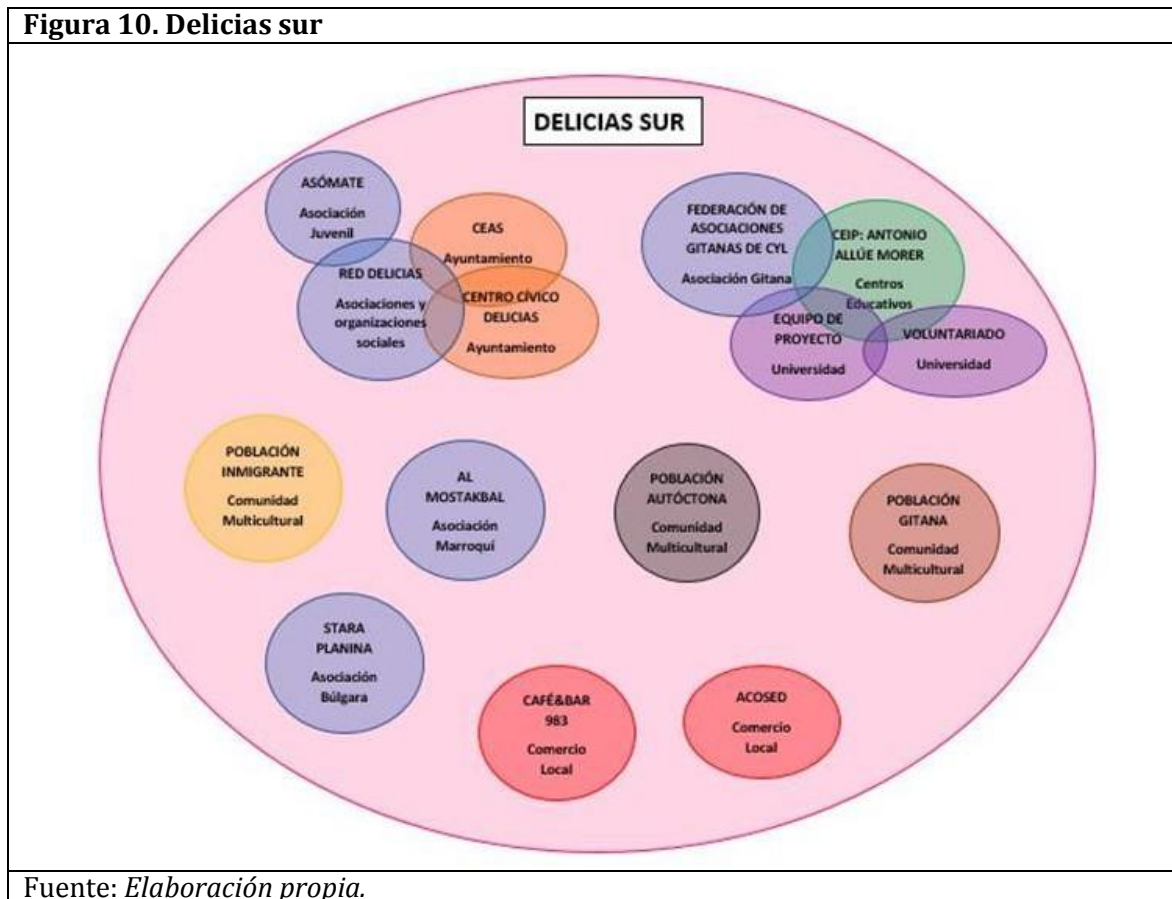 Figura 10. Delicias sur
DELICIAS SUR
ASÓMATE
Asociación
Juvenil
CEAS
Ayuntamiento
RED DELICIAS
Asociaciones y
organizaciones
sociales
CENTRO CÍVICO
DELICIAS
Ayuntamiento
FEDERACIÓN DE
ASOCIACIONES
GITANAS DE CYL
Asociación Gitana
CEIP: ANTONIO
ALLÚE MORER
Centros
Educativos
EQUIPO DE
PROYECTO
Universidad
VOLUNTARIADO
Universidad
POBLACIÓN
INMIGRANTE
Comunidad
Multicultural
AL
MOSTAKBAL
Asociación
Marroquí
POBLACIÓN
AUTÓCTONA
Comunidad
Multicultural
POBLACIÓN
GITANA
Comunidad
Multicultural
STARA
PLANINA
Asociación
Búlgara
CAFÉ&BAR
983
Comercio
Local
ACOSED
Comercio
Local
Fuente: Elaboración propia.